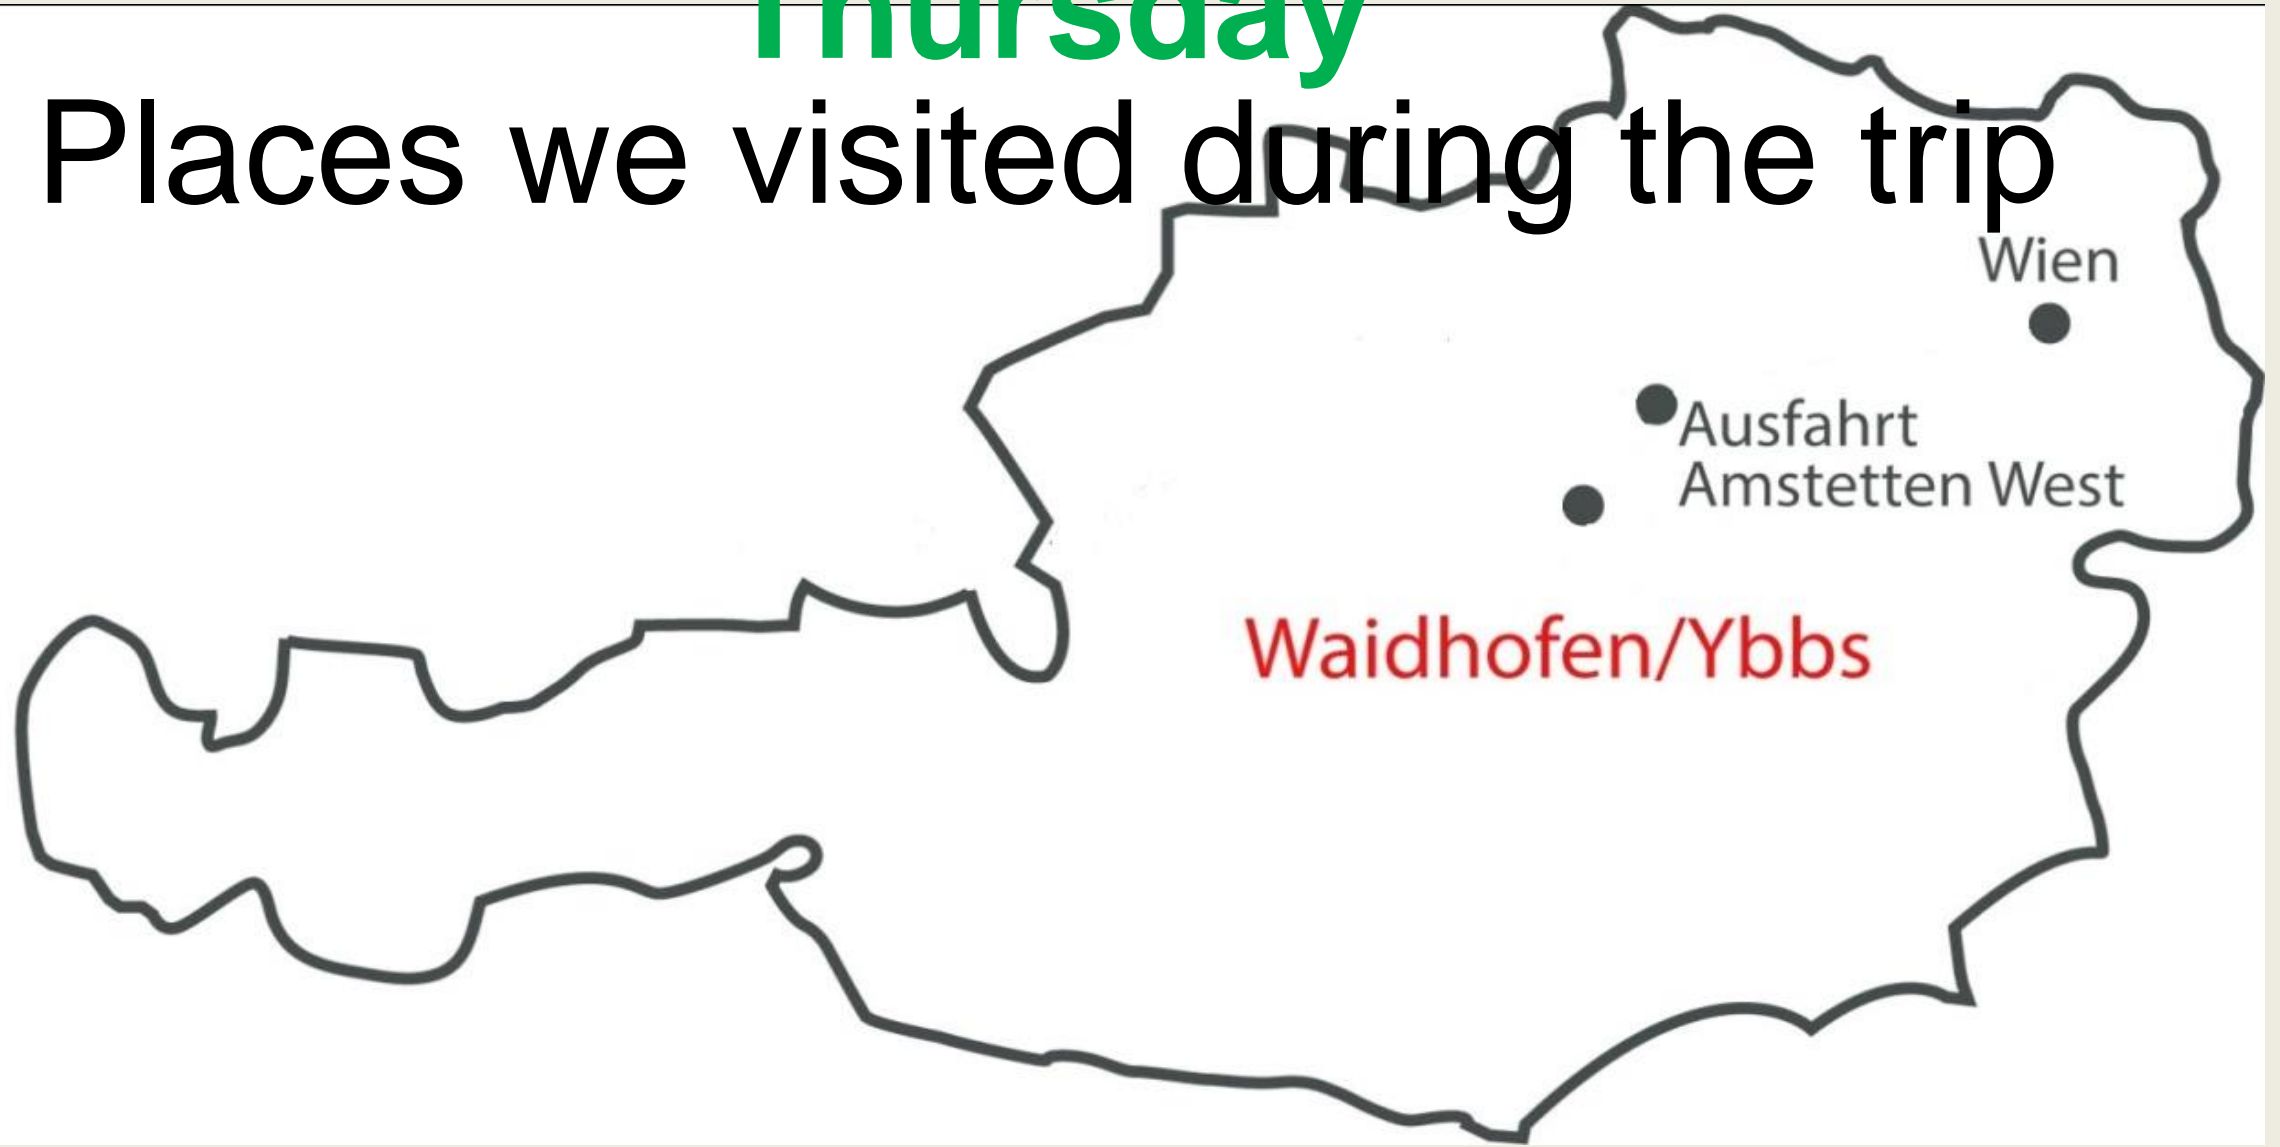 Thursday
Places we visited during the trip
Wien
Ausfahrt
Amstetten West
Waidhofen/Ybbs